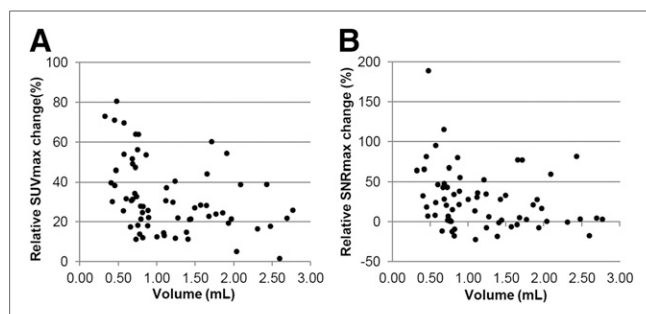 A
Relative SUVmax change(%)
100
80
60
40
20
0
0.00 0.50 1.00 1.50 2.00 2.50 3.00
Volume (mL)
B
Relative SNRmax change (%)
200
150
100
50
0
-50
0.00 0.50 1.00 1.50 2.00 2.50 3.00
Volume (mL)